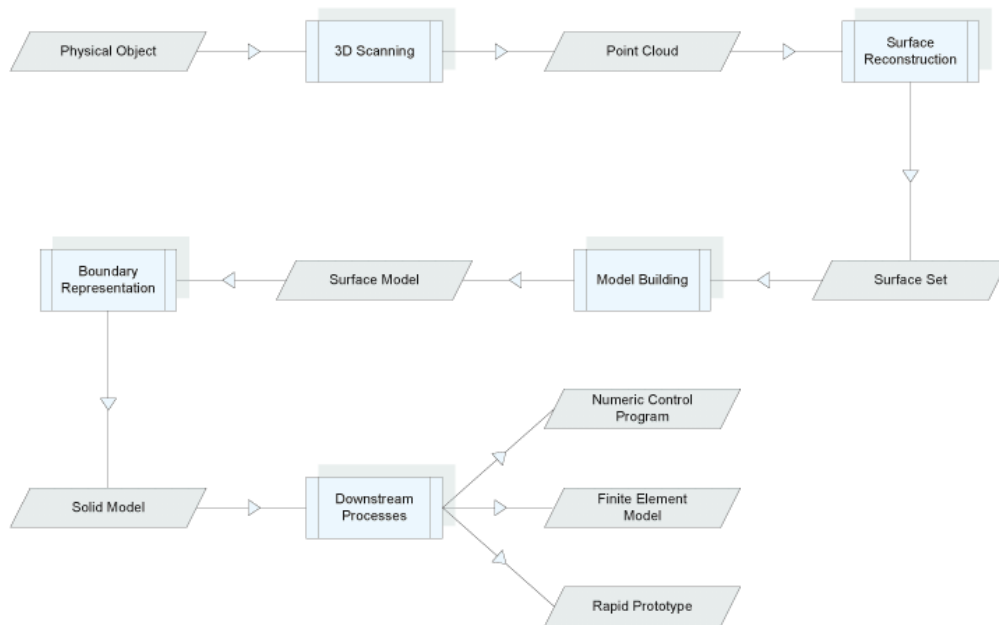 Physical Object
3D Scanning
Point Cloud
Surface
Reconstruction
Boundary
Representation
Surface Model
Model Building
Surface Set
Numeric Control
Program
Solid Model
Downstream
Processes
Finite Element
Model
Rapid Prototype